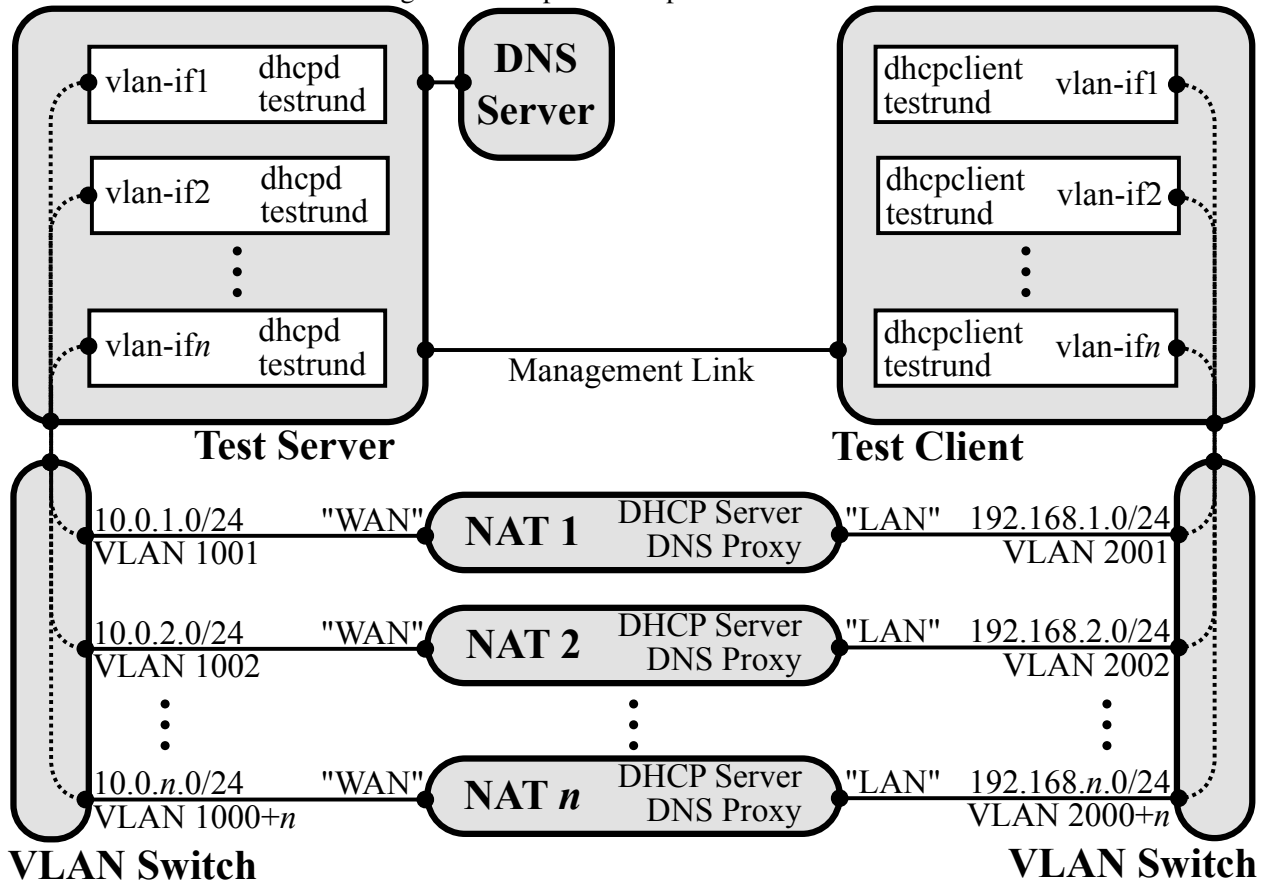 DNS
Server
vlan-if1
dhcpd
testrund
vlan-if2
dhcpd
testrund
vlan-ifn
dhcpd
testrund
dhcpclient
testrund
vlan-if1
dhcpclient
testrund
vlan-if2
dhcpclient
testrund
vlan-ifn
Management Link
Test Server
Test Client
10.0.1.0/24
VLAN 1001
"WAN"
NAT 1
DHCP Server
DNS Proxy
"LAN"
192.168.1.0/24
VLAN 2001
10.0.2.0/24
VLAN 1002
"WAN"
NAT 2
DHCP Server
DNS Proxy
"LAN"
192.168.2.0/24
VLAN 2002
10.0.n.0/24
VLAN 1000+n
"WAN"
NAT n
DHCP Server
DNS Proxy
"LAN"
192.168.n.0/24
VLAN 2000+n
VLAN Switch
VLAN Switch